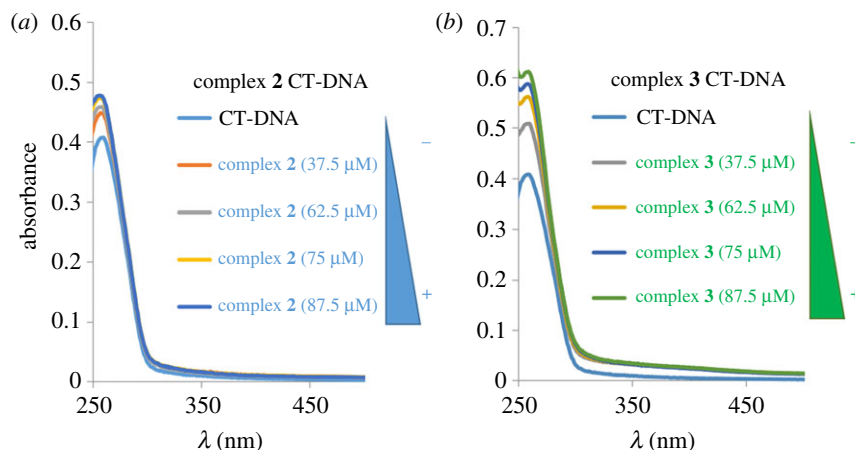 (a)
0.6
0.5
0.4
0.3
0.2
0.1
0
absorbance
complex 2 CT-DNA
CT-DNA
complex 2 (37.5 µM)
complex 2 (62.5 µM)
complex 2 (75 µM)
complex 2 (87.5 µM)
–
+
250
350
450
λ (nm)
(b)
0.7
0.6
0.5
0.4
0.3
0.2
0.1
0
complex 3 CT-DNA
CT-DNA
complex 3 (37.5 µM)
complex 3 (62.5 µM)
complex 3 (75 µM)
complex 3 (87.5 µM)
–
+
250
350
450
λ (nm)